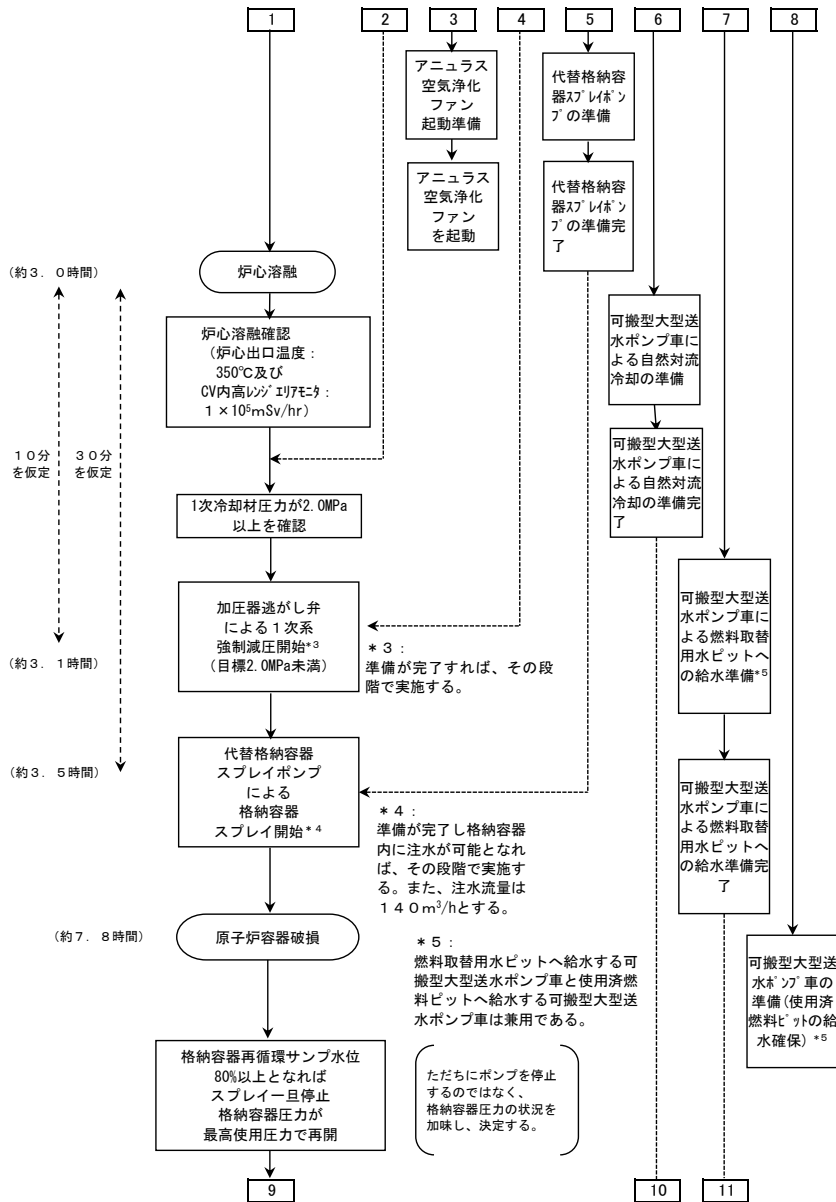 1
2
3
4
5
6
7
8
アニュラス
空気浄化
ファン
起動準備
アニュラス
空気浄化
ファン
を起動
代替格納容
器ｽﾌﾟﾚｲﾎﾟﾝ
ﾌﾟの準備
代替格納容
器ｽﾌﾟﾚｲﾎﾟﾝ
ﾌﾟの準備完
了
(約３．０時間)
炉心溶融
炉心溶融確認
(炉心出口温度：
350℃及び
CV内高ﾚﾝｼﾞｴﾘｱﾓﾆﾀ：
１×10⁵mSv/hr)
可搬型大型送
水ポンプ車に
よる自然対流
冷却の準備
可搬型大型送
水ポンプ車に
よる自然対流
冷却の準備完
了
１０分
を仮定
３０分
を仮定
1次冷却材圧力が2.0MPa
以上を確認
加圧器逃がし弁
による１次系
強制減圧開始*³
(目標2.0MPa未満)
(約３．１時間)
＊３：
準備が完了すれば、その段
階で実施する。
可搬型大型送
水ポンプ車に
よる燃料取替
用水ピットへ
の給水準備*⁵
代替格納容器
スプレイポンプ
による
格納容器
スプレイ開始*⁴
(約３．５時間)
＊４：
準備が完了し格納容器
内に注水が可能となれ
ば、その段階で実施す
る。また、注水流量は
１４０m³/hとする。
可搬型大型送
水ポンプ車に
よる燃料取替
用水ピットへ
の給水準備完
了
(約７．８時間)
原子炉容器破損
＊５：
燃料取替用水ピットへ給水する可
搬型大型送水ポンプ車と使用済燃
料ピットへ給水する可搬型大型送
水ポンプ車は兼用である。
可搬型大型送
水ﾎﾟﾝﾌﾟ車の
準備(使用済
燃料ﾋﾟｯﾄの給
水確保)*⁵
格納容器再循環サンプ水位
80%以上となれば
スプレイ一旦停止
格納容器圧力が
最高使用圧力で再開
ただちにポンプを停止
するのではなく、
格納容器圧力の状況を
加味し、決定する。
9
10
11